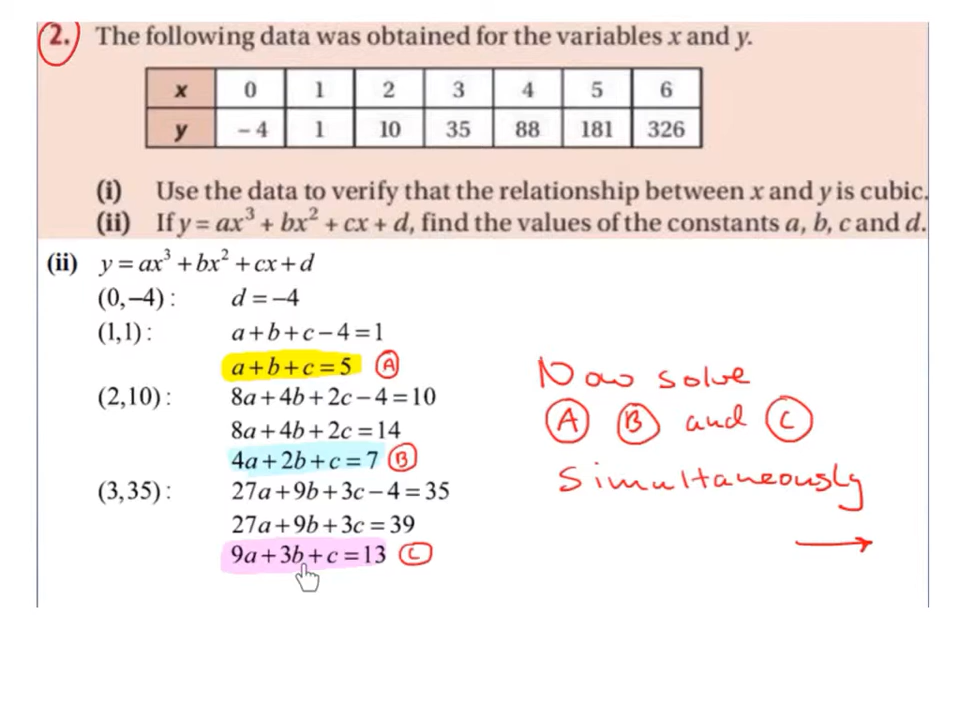 2. The following data was obtained for the variables x and y.
x 0 1 2 3 4 5 6
y - 4 1 10 35 88 181 326
(i) Use the data to verify that the relationship between x and y is cubic.
(ii) If y = ax³ + bx² + cx + d, find the values of the constants a, b, c and d.
(ii) y = ax³ + bx² + cx + d
(0,−4) : d = −4
(1,1) : a + b + c − 4 = 1
a + b + c = 5 A
(2,10) : 8a + 4b + 2c − 4 = 10
8a + 4b + 2c = 14
4a + 2b + c = 7 B
(3,35) : 27a + 9b + 3c − 4 = 35
27a + 9b + 3c = 39
9a + 3b + c = 13 C
Now solve
A B and C
Simultaneously